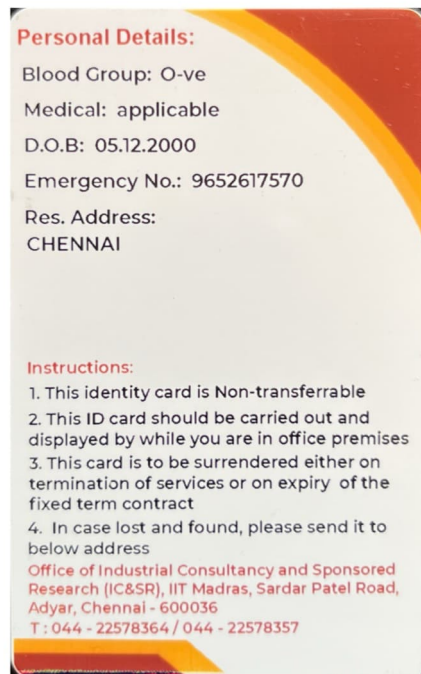 Personal Details:
Blood Group: O-ve
Medical: applicable
D.O.B: 05.12.2000
Emergency No.: 9652617570
Res. Address:
CHENNAI
Instructions:
1. This identity card is Non-transferrable
2. This ID card should be carried out and
displayed by while you are in office premises
3. This card is to be surrendered either on
termination of services or on expiry of the
fixed term contract
4. In case lost and found, please send it to
below address
Office of Industrial Consultancy and Sponsored
Research (IC&SR), IIT Madras, Sardar Patel Road,
Adyar, Chennai - 600036
T : 044 - 22578364 / 044 - 22578357